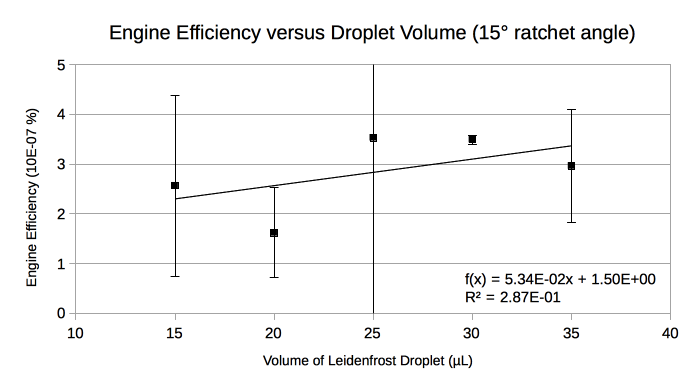 Engine Efficiency versus Droplet Volume (15° ratchet angle)
Engine Efficiency (10E-07 %)
5
4
3
2
1
0
f(x) = 5.34E-02x + 1.50E+00
R² = 2.87E-01
10 15 20 25 30 35 40
Volume of Leidenfrost Droplet (µL)